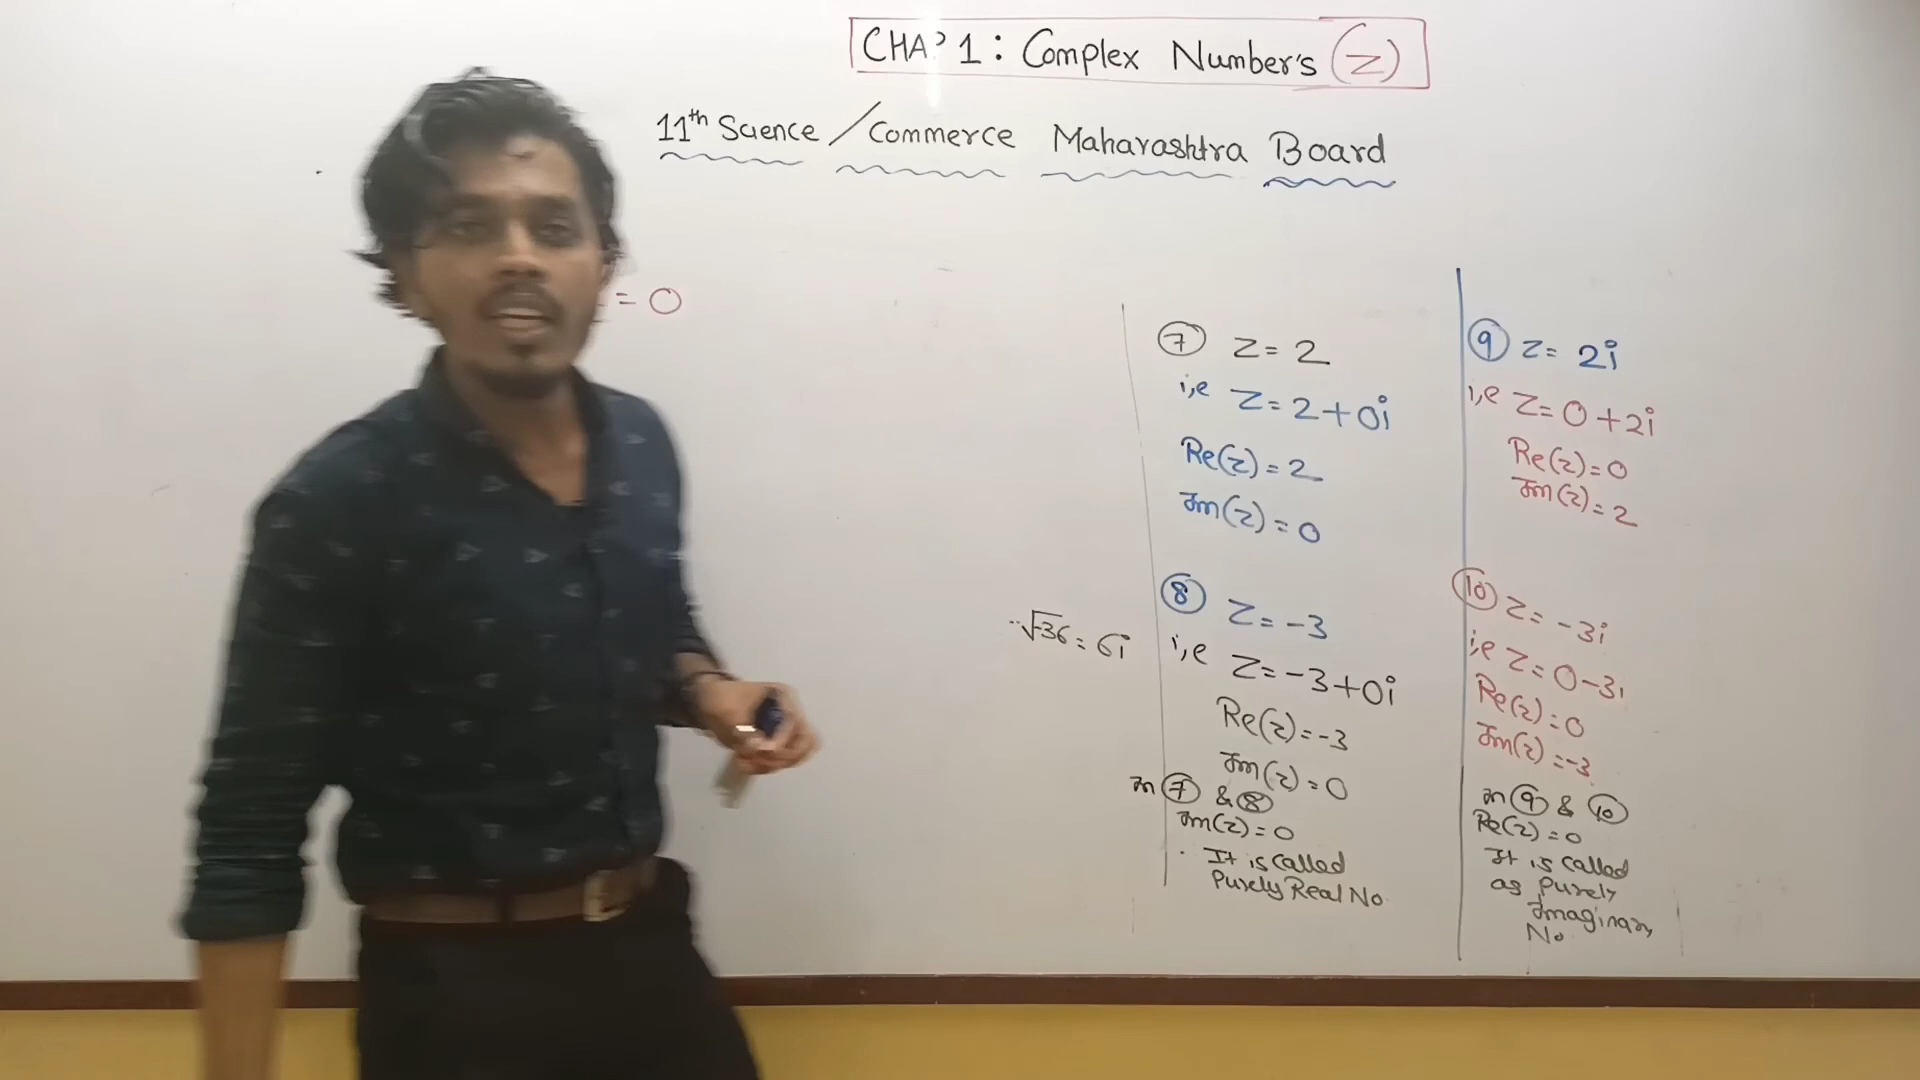 CHAP 1 : Complex Number's (z)
11th Science / Commerce Maharashtra Board
= 0
7 z = 2
i,e z = 2 + 0i
Re(z) = 2
Im(z) = 0
8 z = -3
√-36 = 6i
i,e z = -3 + 0i
Re(z) = -3
Im(z) = 0
In 7 & 8
Im(z) = 0
It is called
Purely Real No.
9 z = 2i
i,e z = 0 + 2i
Re(z) = 0
Im(z) = 2
10 z = -3i
i,e z = 0 - 3i
Re(z) = 0
Im(z) = -3
In 9 & 10
Re(z) = 0
It is called
as Purely
Imaginary
No.